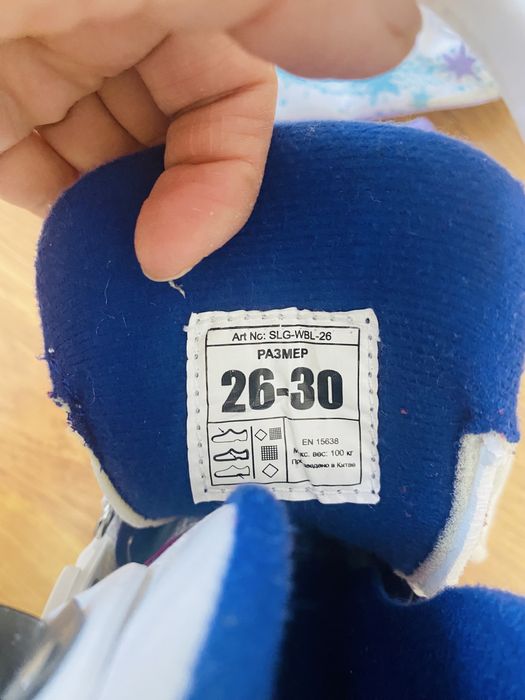 Art No: SLG-WBL-26
РАЗМЕР
26-30
EN 15638
Макс. вес: 100 кг
Произведено в Китае